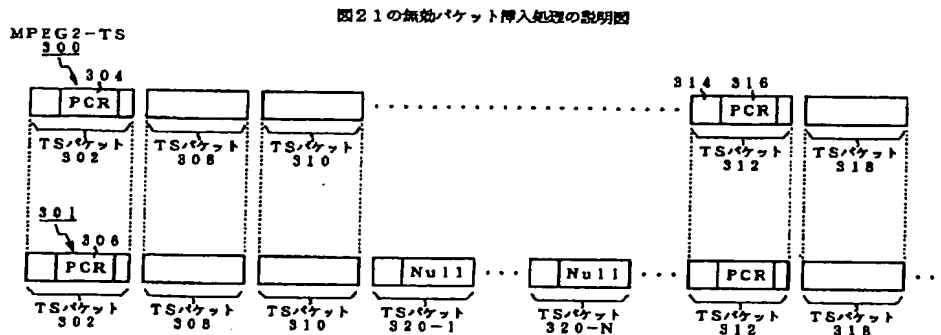 図21の無効パケット挿入処理の説明図
MPEG2-TS
300
304
PCR
314
316
PCR
TSパケット
302
TSパケット
308
TSパケット
310
TSパケット
312
TSパケット
318
301
306
PCR
Null
Null
PCR
TSパケット
302
TSパケット
308
TSパケット
310
TSパケット
320-1
TSパケット
320-N
TSパケット
312
TSパケット
318